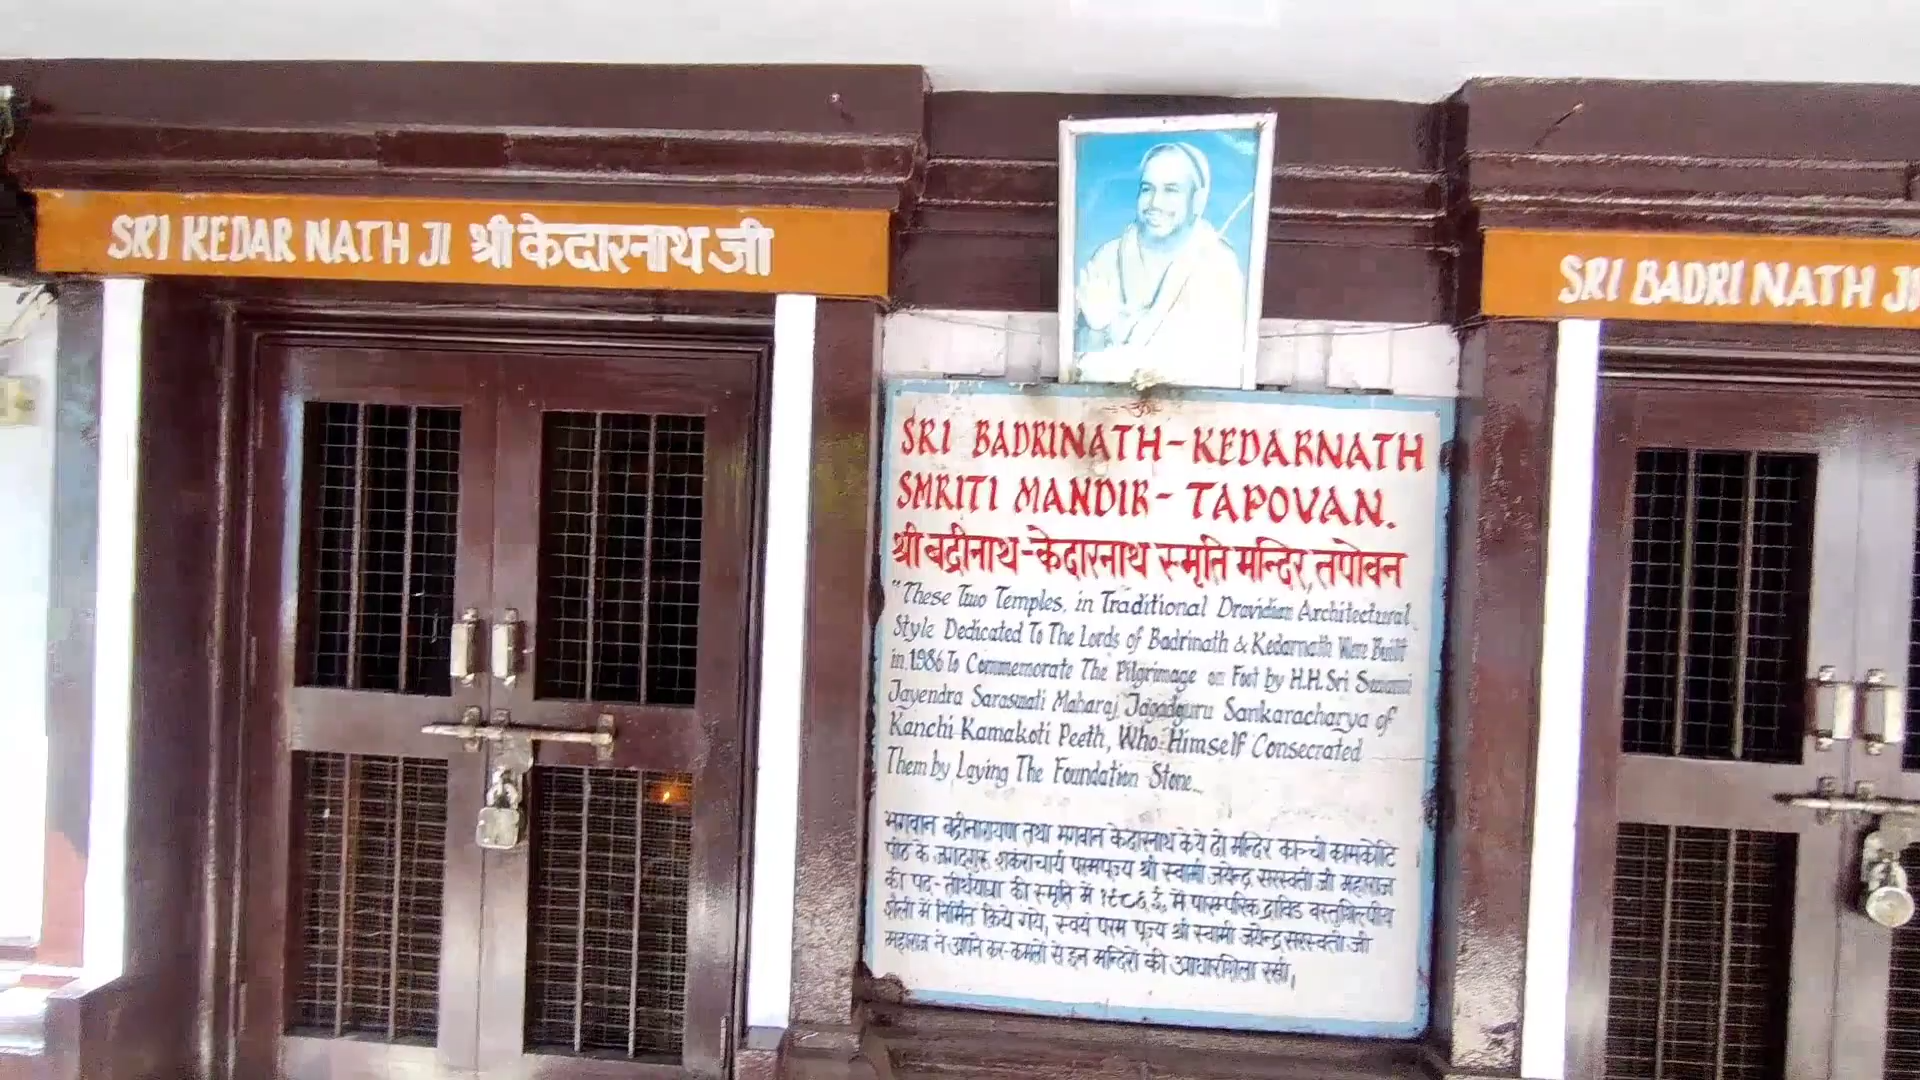 SRI KEDAR NATH JI श्री केदारनाथ जी
SRI BADRI NATH JI
ॐ
SRI BADRINATH-KEDARNATH
SMRITI MANDIR- TAPOVAN.
श्री बद्रीनाथ-केदारनाथ स्मृति मन्दिर, तपोवन
"These Two Temples, in Traditional Dravidian Architectural
Style Dedicated To The Lords of Badrinath & Kedarnath Were Built
in 1986 To Commemorate The Pilgrimage on Foot by H.H. Sri Swami
Jayendra Saraswati Maharaj Jagadguru Sankaracharya of
Kanchi Kamakoti Peeth, Who Himself Consecrated
Them by Laying The Foundation Stone
भगवान बद्रीनारायण तथा भगवान केदारनाथ के ये दो मन्दिर कान्ची कामकोटि
पीठ के जगद्गुरू शंकराचार्य परमपूज्य श्री स्वामी जयेन्द्र सरस्वती जी महाराज
की पद-तीर्थयात्रा की स्मृति में १९८६ ई. में पारम्परिक द्राविड वस्तुशिल्पीय
शैली में निर्मित किये गये, स्वयं परम पूज्य श्री स्वामी जयेन्द्र सरस्वती जी
महाराज ने अपने कर-कमलों से इन मन्दिरों की आधारशिला रखी,